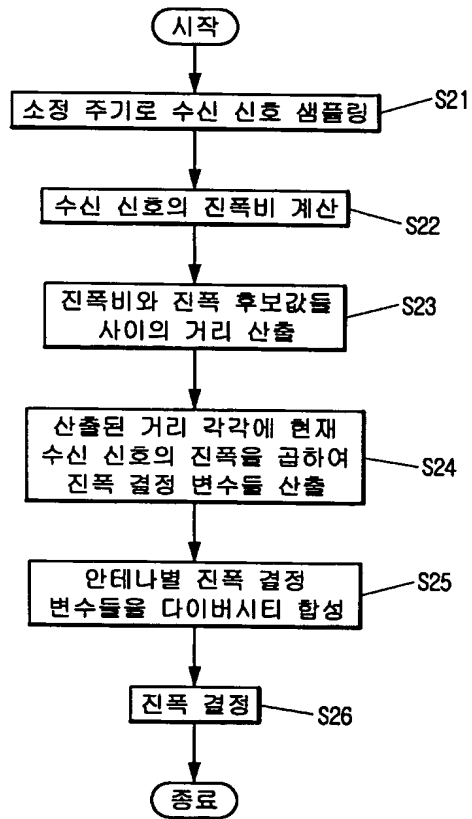 시작
소정 주기로 수신 신호 샘플링
S21
수신 신호의 진폭비 계산
S22
진폭비와 진폭 후보값들
사이의 거리 산출
S23
산출된 거리 각각에 현재
수신 신호의 진폭을 곱하여
진폭 결정 변수들 산출
S24
안테나별 진폭 결정
변수들을 다이버시티 합성
S25
진폭 결정
S26
종료